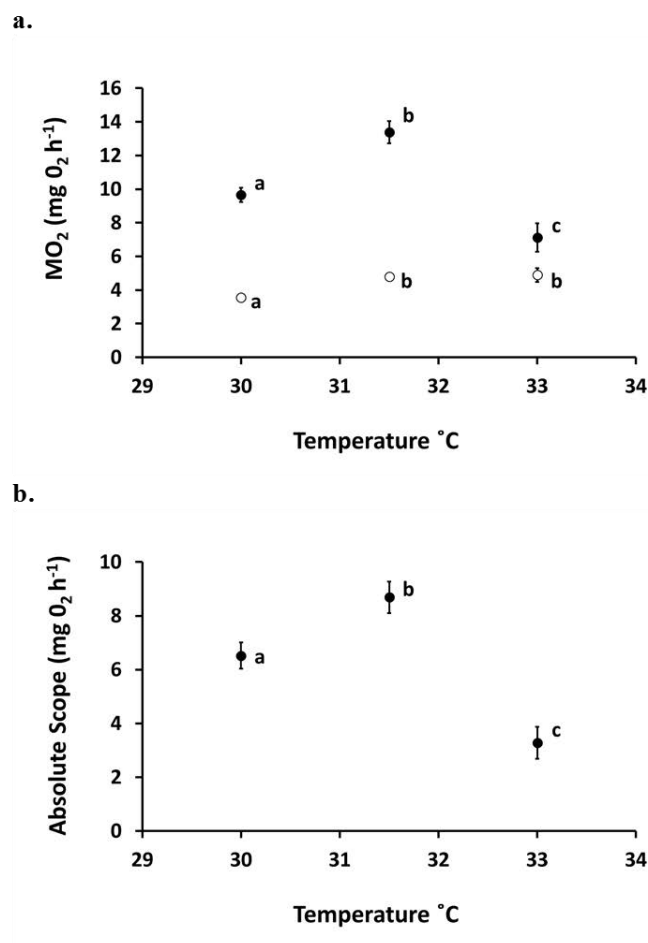 a.
16
14
12
10
8
6
4
2
0
MO₂ (mg 0₂ h⁻¹)
a
b
c
a
b
b
29 30 31 32 33 34
Temperature ˚C
b.
10
8
6
4
2
0
Absolute Scope (mg 0₂ h⁻¹)
a
b
c
29 30 31 32 33 34
Temperature ˚C